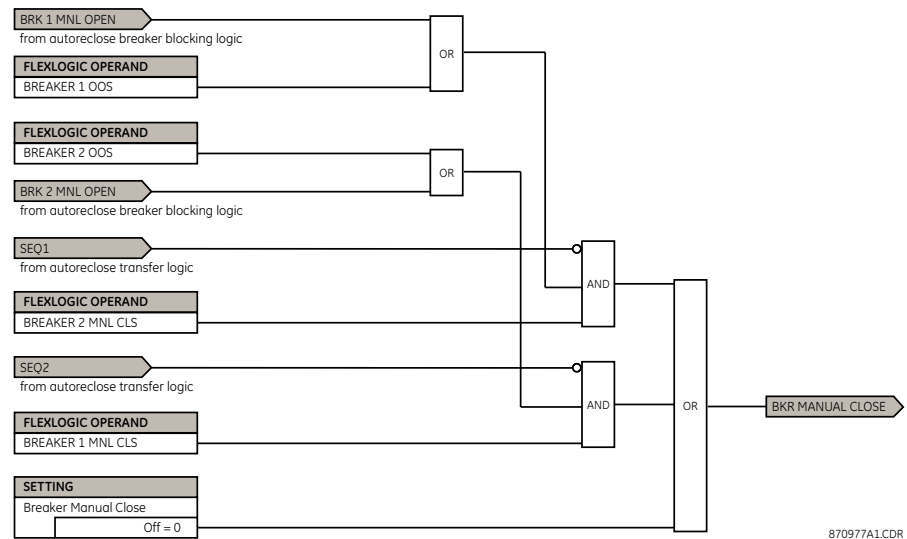 BRK 1 MNL OPEN
from autoreclose breaker blocking logic
FLEXLOGIC OPERAND
BREAKER 1 OOS
OR
FLEXLOGIC OPERAND
BREAKER 2 OOS
OR
BRK 2 MNL OPEN
from autoreclose breaker blocking logic
SEQ1
from autoreclose transfer logic
AND
FLEXLOGIC OPERAND
BREAKER 2 MNL CLS
SEQ2
from autoreclose transfer logic
AND
OR
BKR MANUAL CLOSE
FLEXLOGIC OPERAND
BREAKER 1 MNL CLS
SETTING
Breaker Manual Close
Off = 0
870977A1.CDR